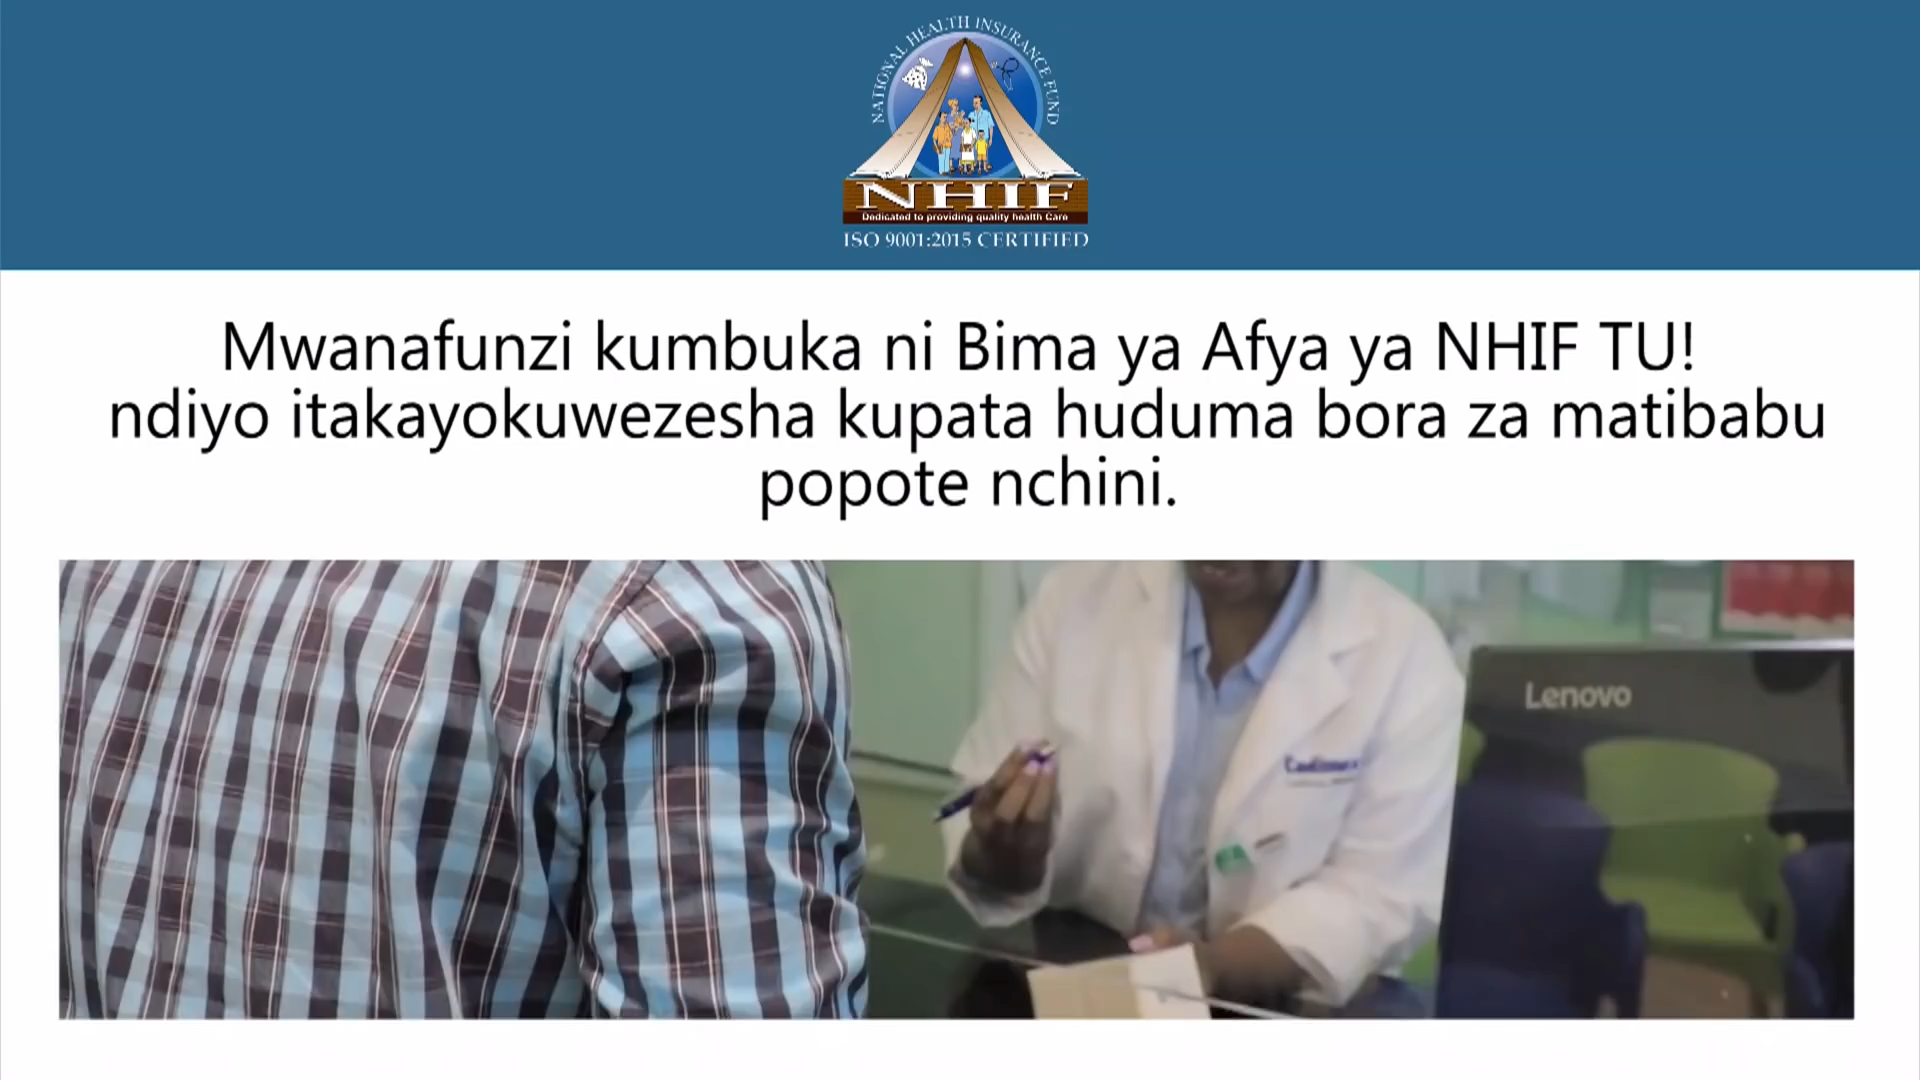 NATIONAL HEALTH INSURANCE FUND
NHIF
Dedicated to providing quality health Care
ISO 9001:2015 CERTIFIED
Mwanafunzi kumbuka ni Bima ya Afya ya NHIF TU!
ndiyo itakayokuwezesha kupata huduma bora za matibabu
popote nchini.
Lenovo